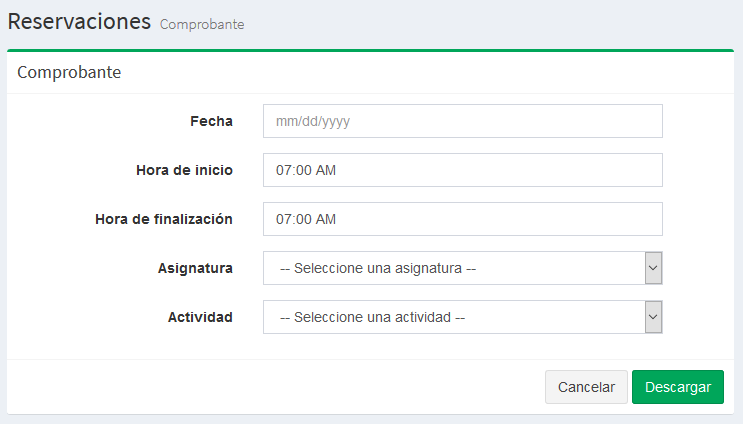 Reservaciones Comprobante
Comprobante
Fecha mm/dd/yyyy
Hora de inicio 07:00 AM
Hora de finalización 07:00 AM
Asignatura -- Seleccione una asignatura --
Actividad -- Seleccione una actividad --
Cancelar Descargar